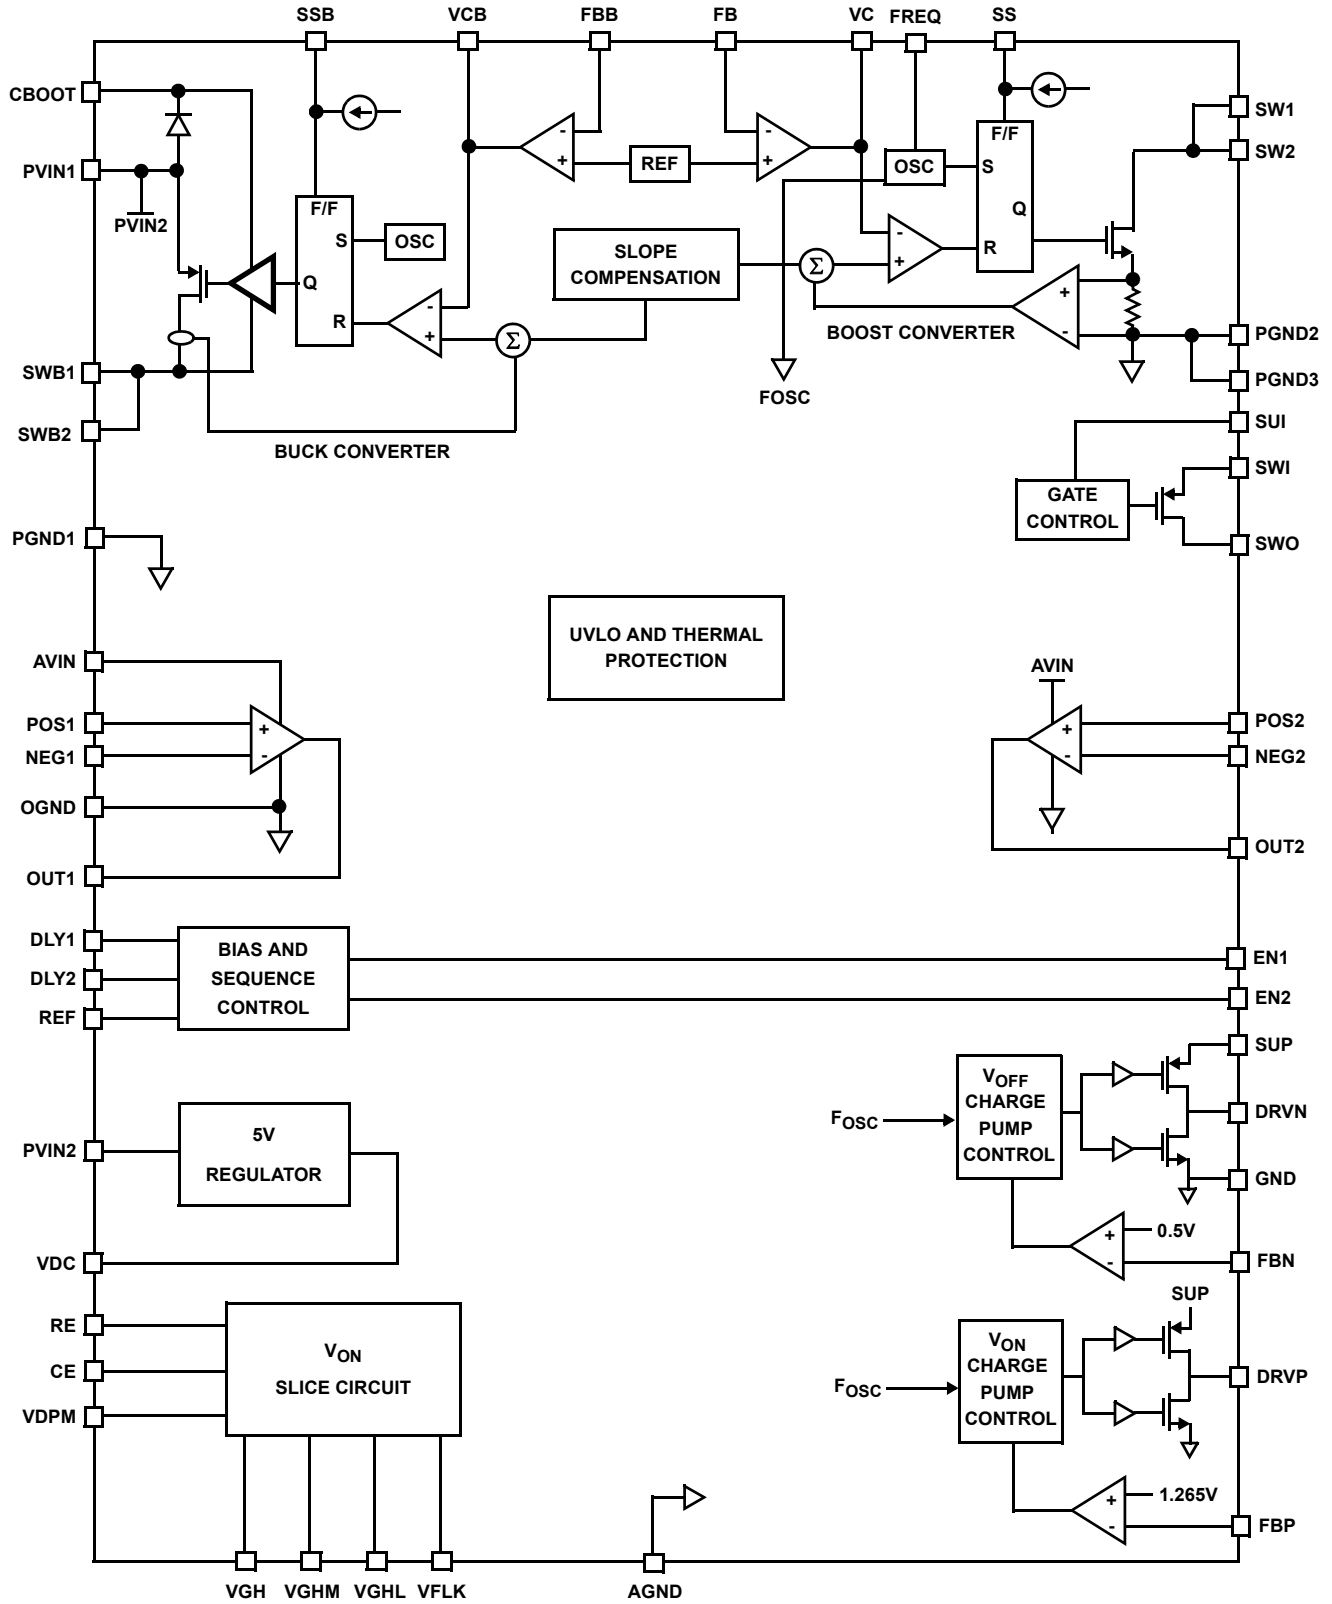 SSB VCB FBB FB VC FREQ SS
CBOOT
SW1
F/F
SW2
PVIN1
REF
OSC
S
PVIN2
F/F
Q
S
OSC
SLOPE
COMPENSATION
Σ
R
Q
R
Σ
BOOST CONVERTER
PGND2
SWB1
PGND3
FOSC
SWB2
SUI
BUCK CONVERTER
SWI
GATE
CONTROL
PGND1
SWO
UVLO AND THERMAL
PROTECTION
AVIN
AVIN
POS1
+
-
NEG1
POS2
+
-
NEG2
OGND
OUT2
OUT1
DLY1
BIAS AND
SEQUENCE
CONTROL
DLY2
REF
EN1
EN2
SUP
VOFF
CHARGE
PUMP
CONTROL
FOSC
DRVN
5V
REGULATOR
PVIN2
GND
0.5V
+
-
FBN
VDC
SUP
RE
VON
SLICE CIRCUIT
CE
VDPM
VON
CHARGE
PUMP
CONTROL
FOSC
DRVP
1.265V
+
-
FBP
VGH VGHM VGHL VFLK AGND